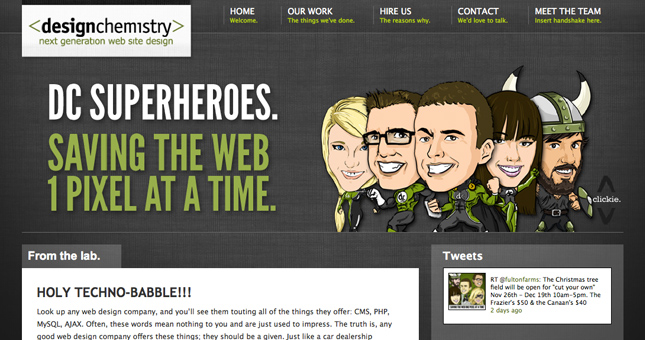 <designchemistry>
next generation web site design
HOME
Welcome.
OUR WORK
The things we've done.
HIRE US
The reasons why.
CONTACT
We'd love to talk.
MEET THE TEAM
Insert handshake here.
DC SUPERHEROES.
SAVING THE WEB
1 PIXEL AT A TIME.
clickie.
From the lab.
HOLY TECHNO-BABBLE!!!
Look up any web design company, and you'll see them touting all of the things they offer: CMS, PHP,
MySQL, AJAX. Often, these words mean nothing to you and are just used to impress. The truth is, any
good web design company offers these things; they should be a given. Just like a car dealership
Tweets
RT @fultonfarms: The Christmas tree
field will be open for "cut your own"
Nov 26th - Dec 19th 10am-5pm. The
Frazier's $50 & the Canaan's $40
2 days ago